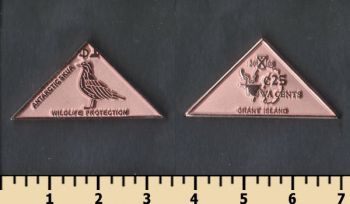 ANTARCTIC SKUA
WILDLIFE PROTECTION
¢25
CENTS
GRANT ISLAND
1 2 3 4 5 6 7